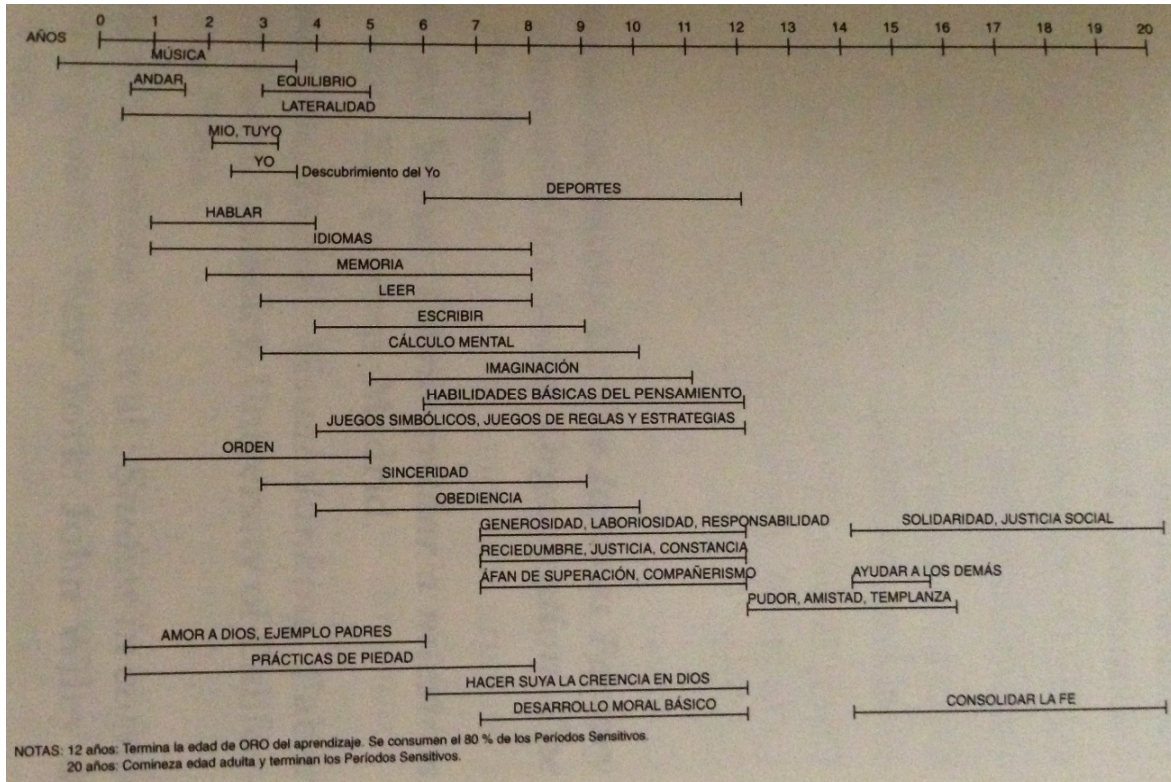 0 1 2 3 4 5 6 7 8 9 10 11 12 13 14 15 16 17 18 19 20
AÑOS
MÚSICA
ANDAR EQUILIBRIO
LATERALIDAD
MIO, TUYO
YO Descubrimiento del Yo
DEPORTES
HABLAR
IDIOMAS
MEMORIA
LEER
ESCRIBIR
CÁLCULO MENTAL
IMAGINACIÓN
HABILIDADES BÁSICAS DEL PENSAMIENTO
JUEGOS SIMBÓLICOS, JUEGOS DE REGLAS Y ESTRATEGIAS
ORDEN
SINCERIDAD
OBEDIENCIA
GENEROSIDAD, LABORIOSIDAD, RESPONSABILIDAD SOLIDARIDAD, JUSTICIA SOCIAL
RECIEDUMBRE, JUSTICIA, CONSTANCIA
ÁFAN DE SUPERACIÓN, COMPAÑERISMO AYUDAR A LOS DEMÁS
PUDOR, AMISTAD, TEMPLANZA
AMOR A DIOS, EJEMPLO PADRES
PRÁCTICAS DE PIEDAD
HACER SUYA LA CREENCIA EN DIOS
DESARROLLO MORAL BÁSICO CONSOLIDAR LA FE
NOTAS: 12 años: Termina la edad de ORO del aprendizaje. Se consumen el 80 % de los Períodos Sensitivos.
20 años: Comineza edad adulta y terminan los Períodos Sensitivos.